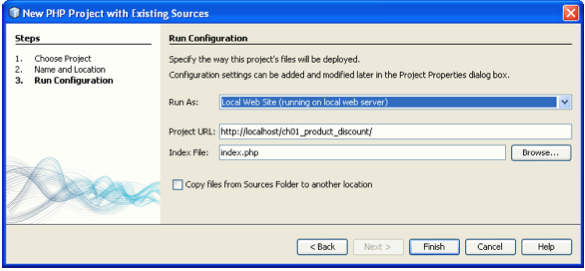 New PHP Project with Existing Sources
Steps
1. Choose Project
2. Name and Location
3. Run Configuration
Run Configuration
Specify the way this project's files will be deployed.
Configuration settings can be added and modified later in the Project Properties dialog box.
Run As: Local Web Site (running on local web server)
Project URL: http://localhost/ch01_product_discount/
Index File: index.php Browse...
Copy files from Sources Folder to another location
< Back Next > Finish Cancel Help